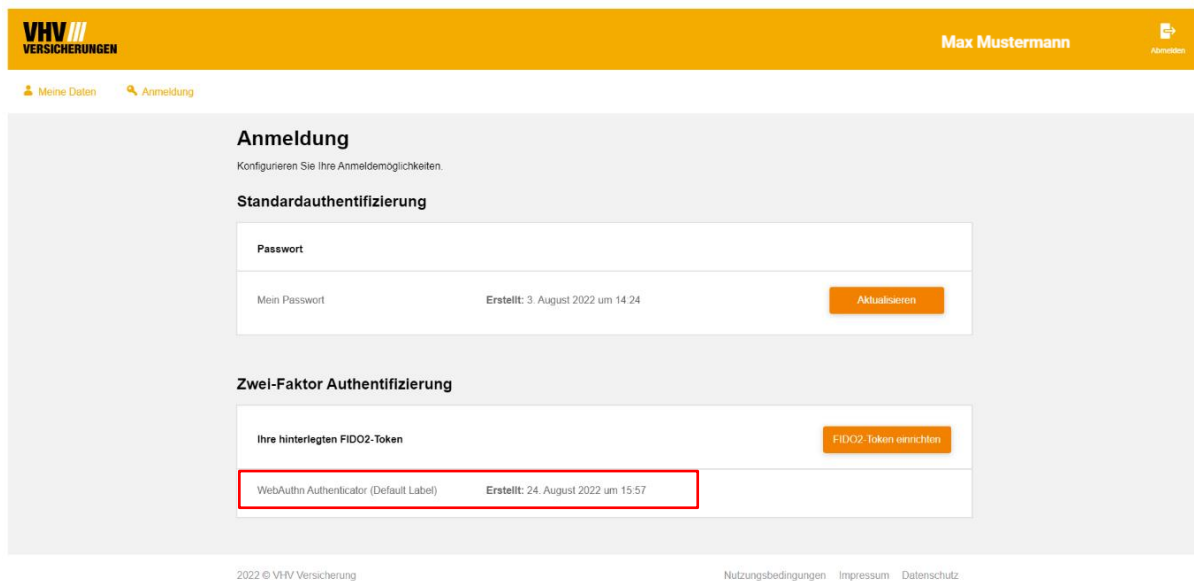 VHV
VERSICHERUNGEN
Max Mustermann
Abmelden
Meine Daten Anmeldung
Anmeldung
Konfigurieren Sie Ihre Anmeldemöglichkeiten.
Standardauthentifizierung
Passwort
Mein Passwort Erstellt: 3. August 2022 um 14:24 Aktualisieren
Zwei-Faktor Authentifizierung
Ihre hinterlegten FIDO2-Token FIDO2-Token einrichten
WebAuthn Authenticator (Default Label) Erstellt: 24. August 2022 um 15:57
2022 © VHV Versicherung Nutzungsbedingungen Impressum Datenschutz